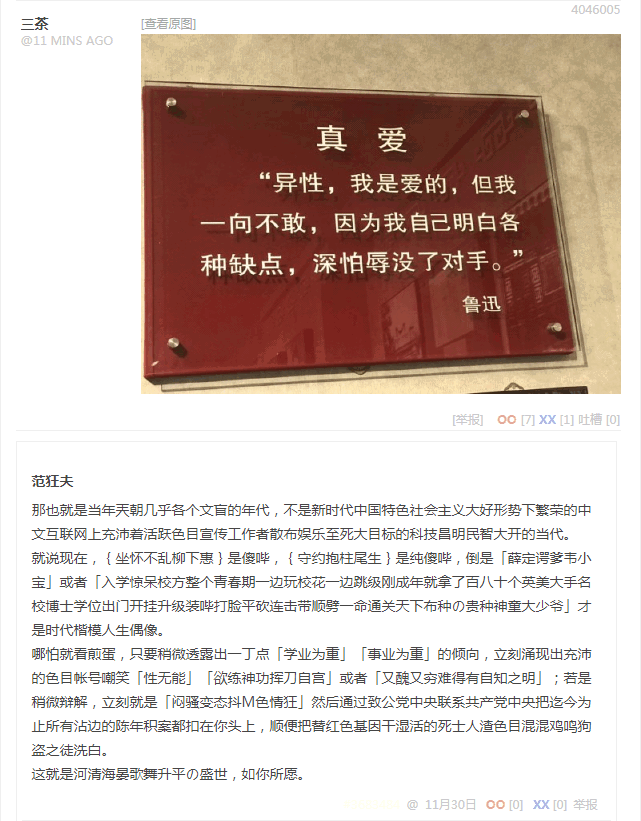 4046005
三茶
@11 MINS AGO
[查看原图]
真 爱
“异性，我是爱的，但我
一向不敢，因为我自己明白各
种缺点，深怕辱没了对手。”
鲁迅
[举报] OO [7] XX [1] 吐槽 [0]
范狂夫
那也就是当年天朝几乎各个文盲的年代，不是新时代中国特色社会主义大好形势下繁荣的中
文互联网上充沛着活跃色目宣传工作者散布娱乐至死大目标的科技昌明民智大开的当代。
就说现在，｛坐怀不乱柳下惠｝是傻哔，｛守约抱柱尾生｝是纯傻哔，倒是「薛定谔爹韦小
宝」或者「入学惊呆校方整个青春期一边玩校花一边跳级刚成年就拿了百八十个英美大手名
校博士学位出门开挂升级装哔打脸平砍连击带顺劈一命通关天下布种の贵种神童大少爷」才
是时代楷模人生偶像。
哪怕就看煎蛋，只要稍微透露出一丁点「学业为重」「事业为重」的倾向，立刻涌现出充沛
的色目帐号嘲笑「性无能」「欲练神功挥刀自宫」或者「又醜又穷难得有自知之明」；若是
稍微辩解，立刻就是「闷骚变态抖M色情狂」然后通过致公党中央联系共产党中央把迄今为
止所有沾边的陈年积案都扣在你头上，顺便把替红色基因干湿活的死士人渣色目混混鸡鸣狗
盗之徒洗白。
这就是河清海晏歌舞升平の盛世，如你所愿。
@ 11月30日 OO [0] XX [0] 举报